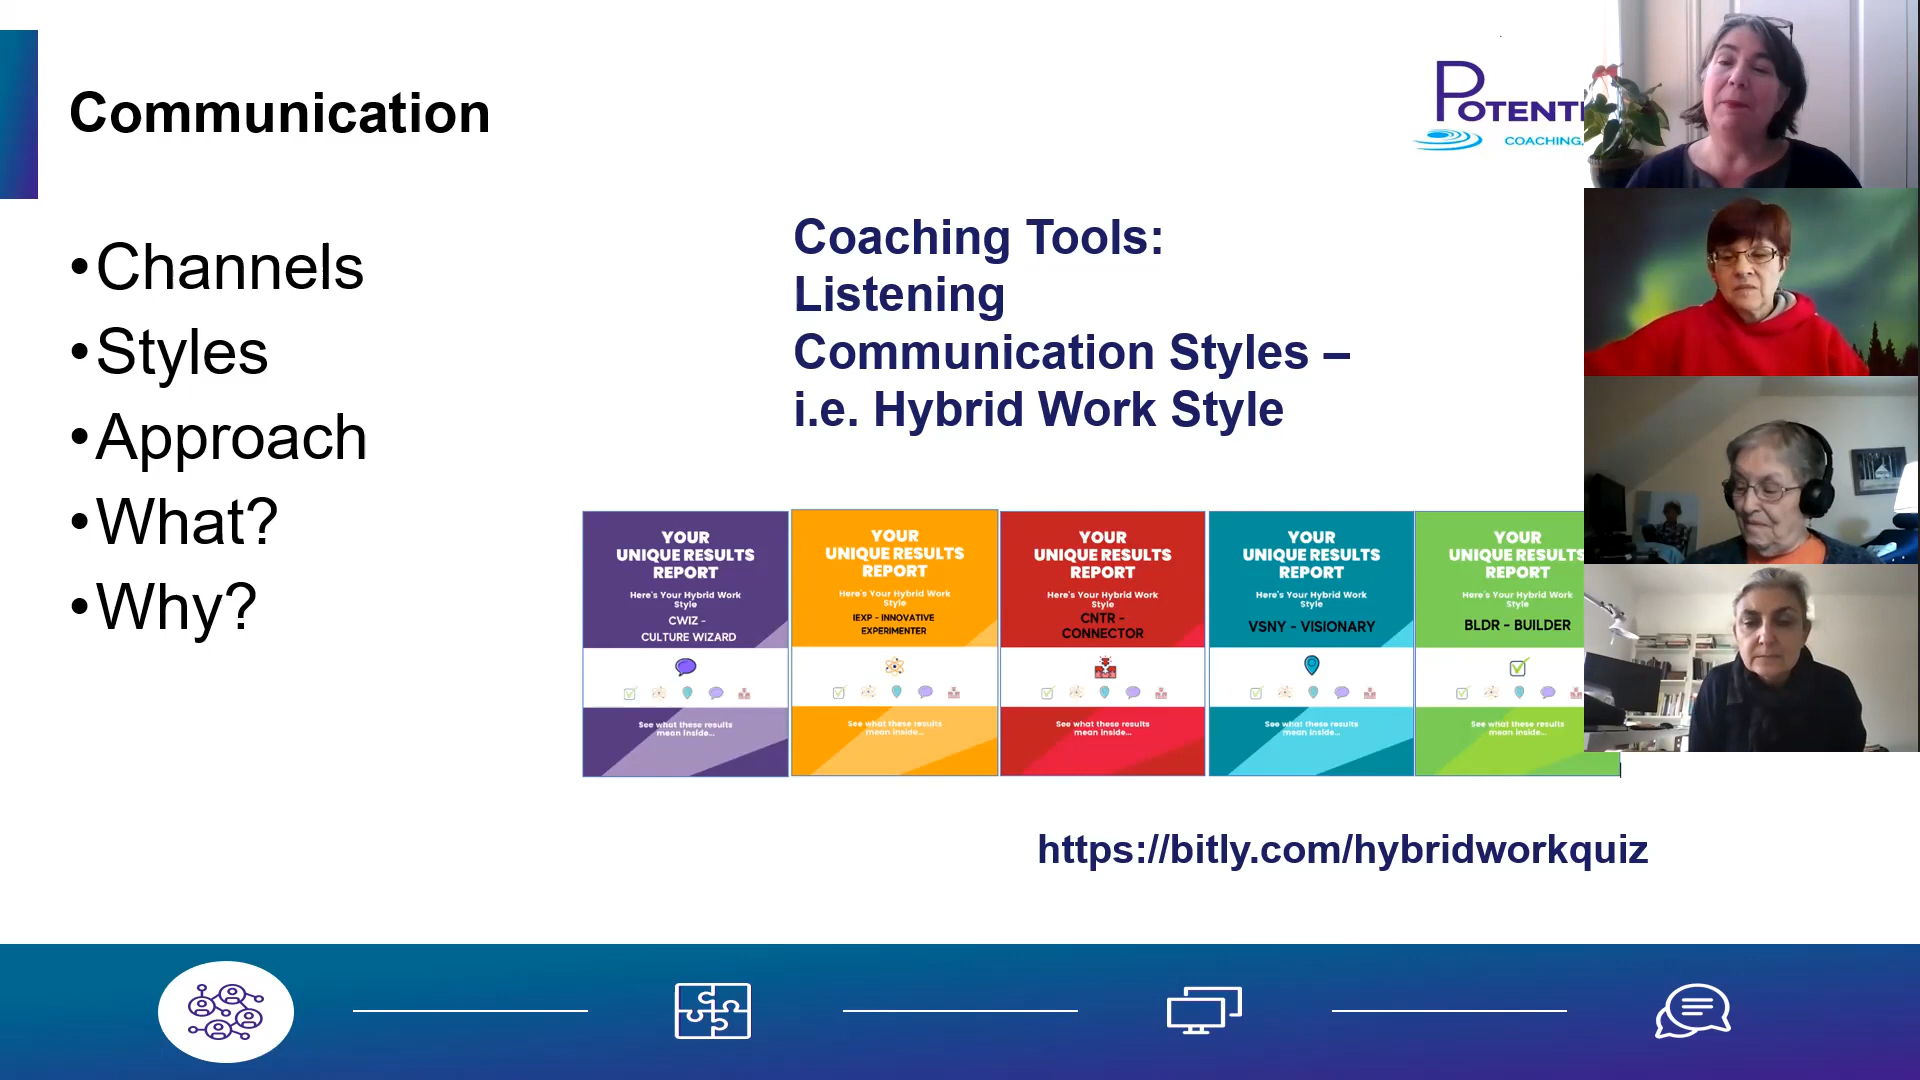 Communication
POTENTI
COACHING,
•Channels
•Styles
•Approach
•What?
•Why?
Coaching Tools:
Listening
Communication Styles –
i.e. Hybrid Work Style
YOUR
UNIQUE RESULTS
REPORT
Here's Your Hybrid Work
Style
CWIZ -
CULTURE WIZARD
See what these results
mean inside...
YOUR
UNIQUE RESULTS
REPORT
Here's Your Hybrid Work
Style
IEXP - INNOVATIVE
EXPERIMENTER
See what these results
mean inside...
YOUR
UNIQUE RESULTS
REPORT
Here's Your Hybrid Work
Style
CNTR -
CONNECTOR
See what these results
mean inside...
YOUR
UNIQUE RESULTS
REPORT
Here's Your Hybrid Work
Style
VSNY - VISIONARY
See what these results
mean inside...
YOUR
UNIQUE RESULTS
REPORT
Here's Your Hybrid Work
Style
BLDR - BUILDER
See what these results
mean inside...
https://bitly.com/hybridworkquiz